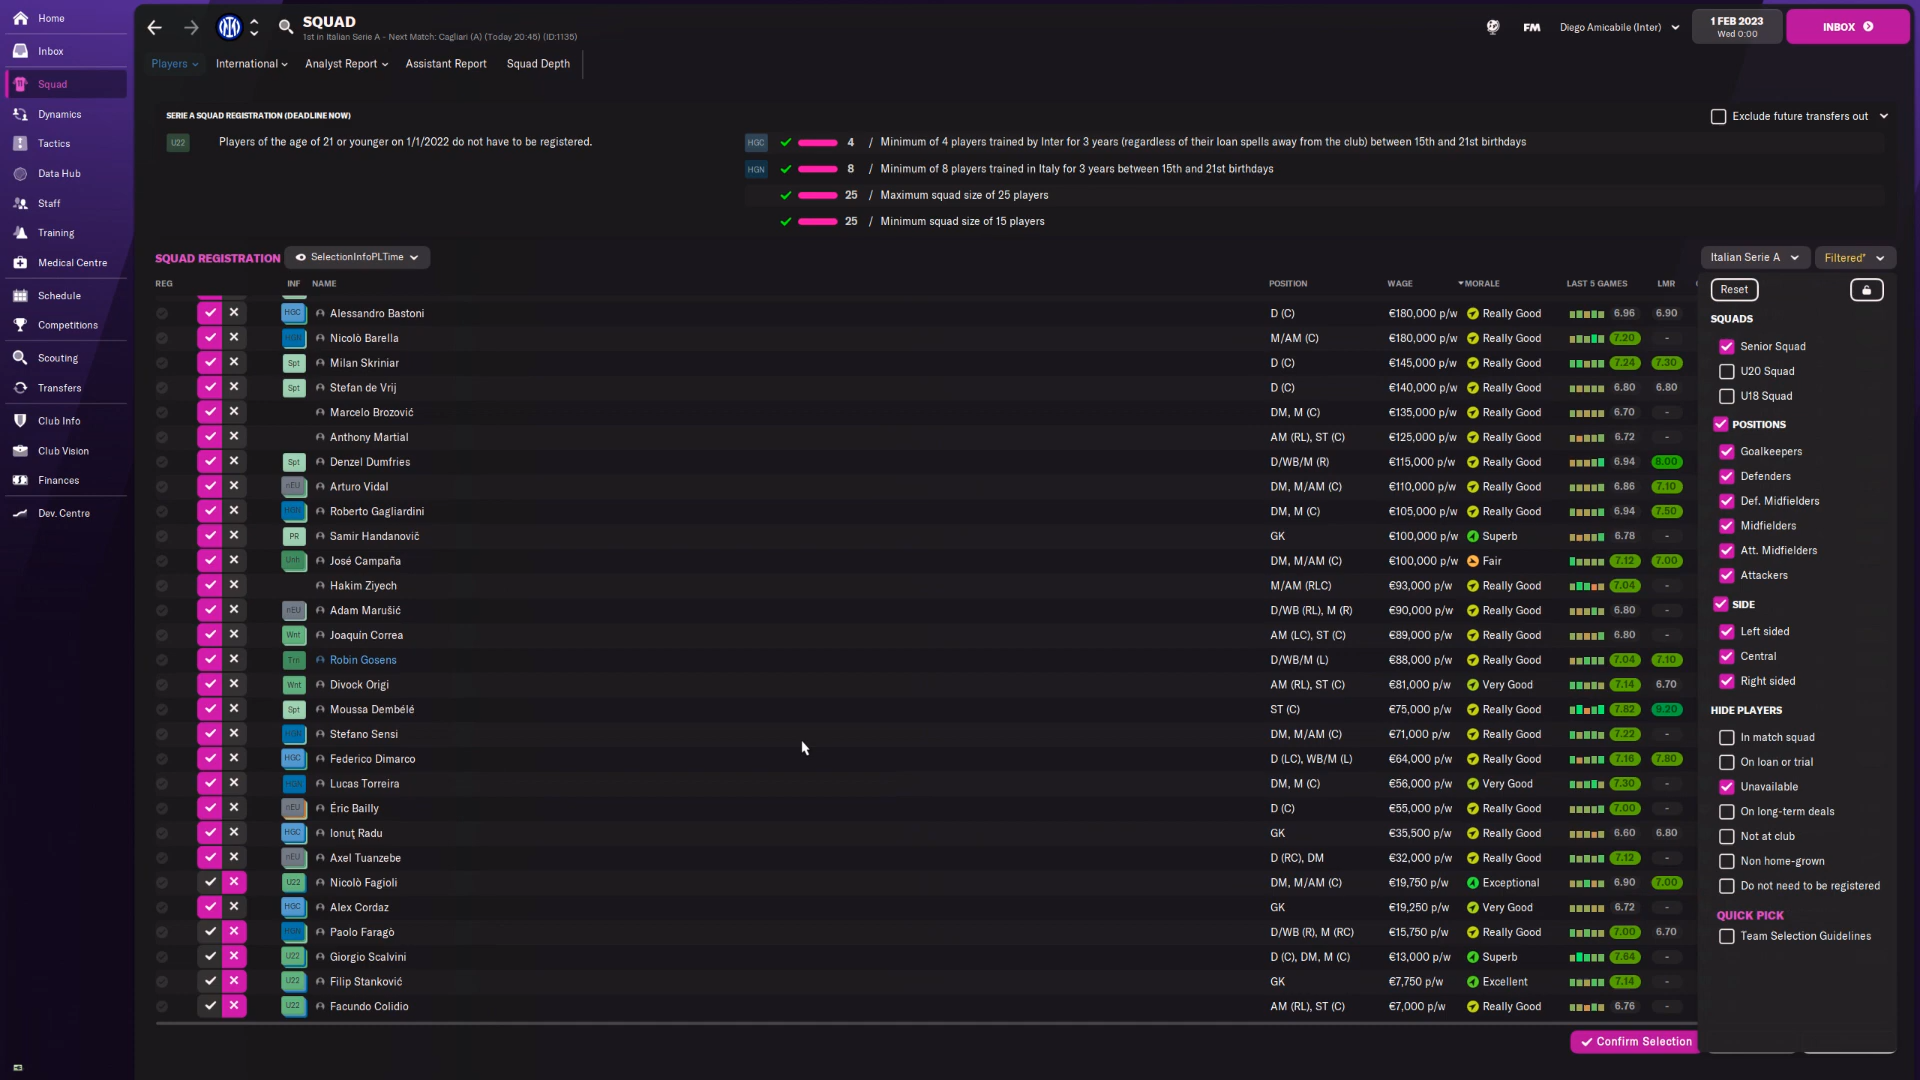 Home
Inbox
Squad
Dynamics
Tactics
Data Hub
Staff
Training
Medical Centre
Schedule
Competitions
Scouting
Transfers
Club Info
Club Vision
Finances
Dev. Centre
SQUAD
1st in Italian Serie A - Next Match: Cagliari (A) (Today 20:45) (ID:1135)
FM
Diego Amicabile (Inter)
1 FEB 2023
Wed 0:00
INBOX
Players
International
Analyst Report
Assistant Report
Squad Depth
SERIE A SQUAD REGISTRATION (DEADLINE NOW)
Exclude future transfers out
U22 Players of the age of 21 or younger on 1/1/2022 do not have to be registered.
HGC 4 / Minimum of 4 players trained by Inter for 3 years (regardless of their loan spells away from the club) between 15th and 21st birthdays
HGN 8 / Minimum of 8 players trained in Italy for 3 years between 15th and 21st birthdays
25 / Maximum squad size of 25 players
25 / Minimum squad size of 15 players
SQUAD REGISTRATION SelectionInfoPLTime
Italian Serie A Filtered*
REG INF NAME POSITION WAGE MORALE LAST 5 GAMES LMR
HGC Alessandro Bastoni D (C) €180,000 p/w Really Good 6.96 6.90
HGN Nicolò Barella M/AM (C) €180,000 p/w Really Good 7.20 -
Spt Milan Skriniar D (C) €145,000 p/w Really Good 7.24 7.30
Spt Stefan de Vrij D (C) €140,000 p/w Really Good 6.80 6.80
Marcelo Brozović DM, M (C) €135,000 p/w Really Good 6.70 -
Anthony Martial AM (RL), ST (C) €125,000 p/w Really Good 6.72 -
Spt Denzel Dumfries D/WB/M (R) €115,000 p/w Really Good 6.94 8.00
nEU Arturo Vidal DM, M/AM (C) €110,000 p/w Really Good 6.86 7.10
HGN Roberto Gagliardini DM, M (C) €105,000 p/w Really Good 6.94 7.50
PR Samir Handanovič GK €100,000 p/w Superb 6.78 -
Unh José Campaña DM, M/AM (C) €100,000 p/w Fair 7.12 7.00
Hakim Ziyech M/AM (RLC) €93,000 p/w Really Good 7.04 -
nEU Adam Marušić D/WB (RL), M (R) €90,000 p/w Really Good 6.80 -
Wnt Joaquín Correa AM (LC), ST (C) €89,000 p/w Really Good 6.80 -
Trn Robin Gosens D/WB/M (L) €88,000 p/w Really Good 7.04 7.10
Wnt Divock Origi AM (RL), ST (C) €81,000 p/w Very Good 7.14 6.70
Spt Moussa Dembélé ST (C) €75,000 p/w Really Good 7.82 9.20
HGN Stefano Sensi DM, M/AM (C) €71,000 p/w Really Good 7.22 -
HGC Federico Dimarco D (LC), WB/M (L) €64,000 p/w Really Good 7.16 7.80
HGN Lucas Torreira DM, M (C) €56,000 p/w Very Good 7.30 -
nEU Éric Bailly D (C) €55,000 p/w Really Good 7.00 -
HGC Ionuț Radu GK €35,500 p/w Really Good 6.60 6.80
nEU Axel Tuanzebe D (RC), DM €32,000 p/w Really Good 7.12 -
U22 Nicolò Fagioli DM, M/AM (C) €19,750 p/w Exceptional 6.90 7.00
HGC Alex Cordaz GK €19,250 p/w Very Good 6.72 -
HGN Paolo Faragò D/WB (R), M (RC) €15,750 p/w Really Good 7.00 6.70
U22 Giorgio Scalvini D (C), DM, M (C) €13,000 p/w Superb 7.64 -
U22 Filip Stanković GK €7,750 p/w Excellent 7.14 -
U22 Facundo Colidio AM (RL), ST (C) €7,000 p/w Really Good 6.76 -
Reset
SQUADS
Senior Squad
U20 Squad
U18 Squad
POSITIONS
Goalkeepers
Defenders
Def. Midfielders
Midfielders
Att. Midfielders
Attackers
SIDE
Left sided
Central
Right sided
HIDE PLAYERS
In match squad
On loan or trial
Unavailable
On long-term deals
Not at club
Non home-grown
Do not need to be registered
QUICK PICK
Team Selection Guidelines
Confirm Selection